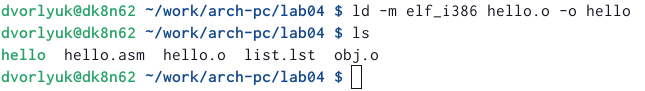 dvorlyuk@dk8n62 ~/work/arch-pc/lab04 $ ld -m elf_i386 hello.o -o hello
dvorlyuk@dk8n62 ~/work/arch-pc/lab04 $ ls
hello  hello.asm  hello.o  list.lst  obj.o
dvorlyuk@dk8n62 ~/work/arch-pc/lab04 $